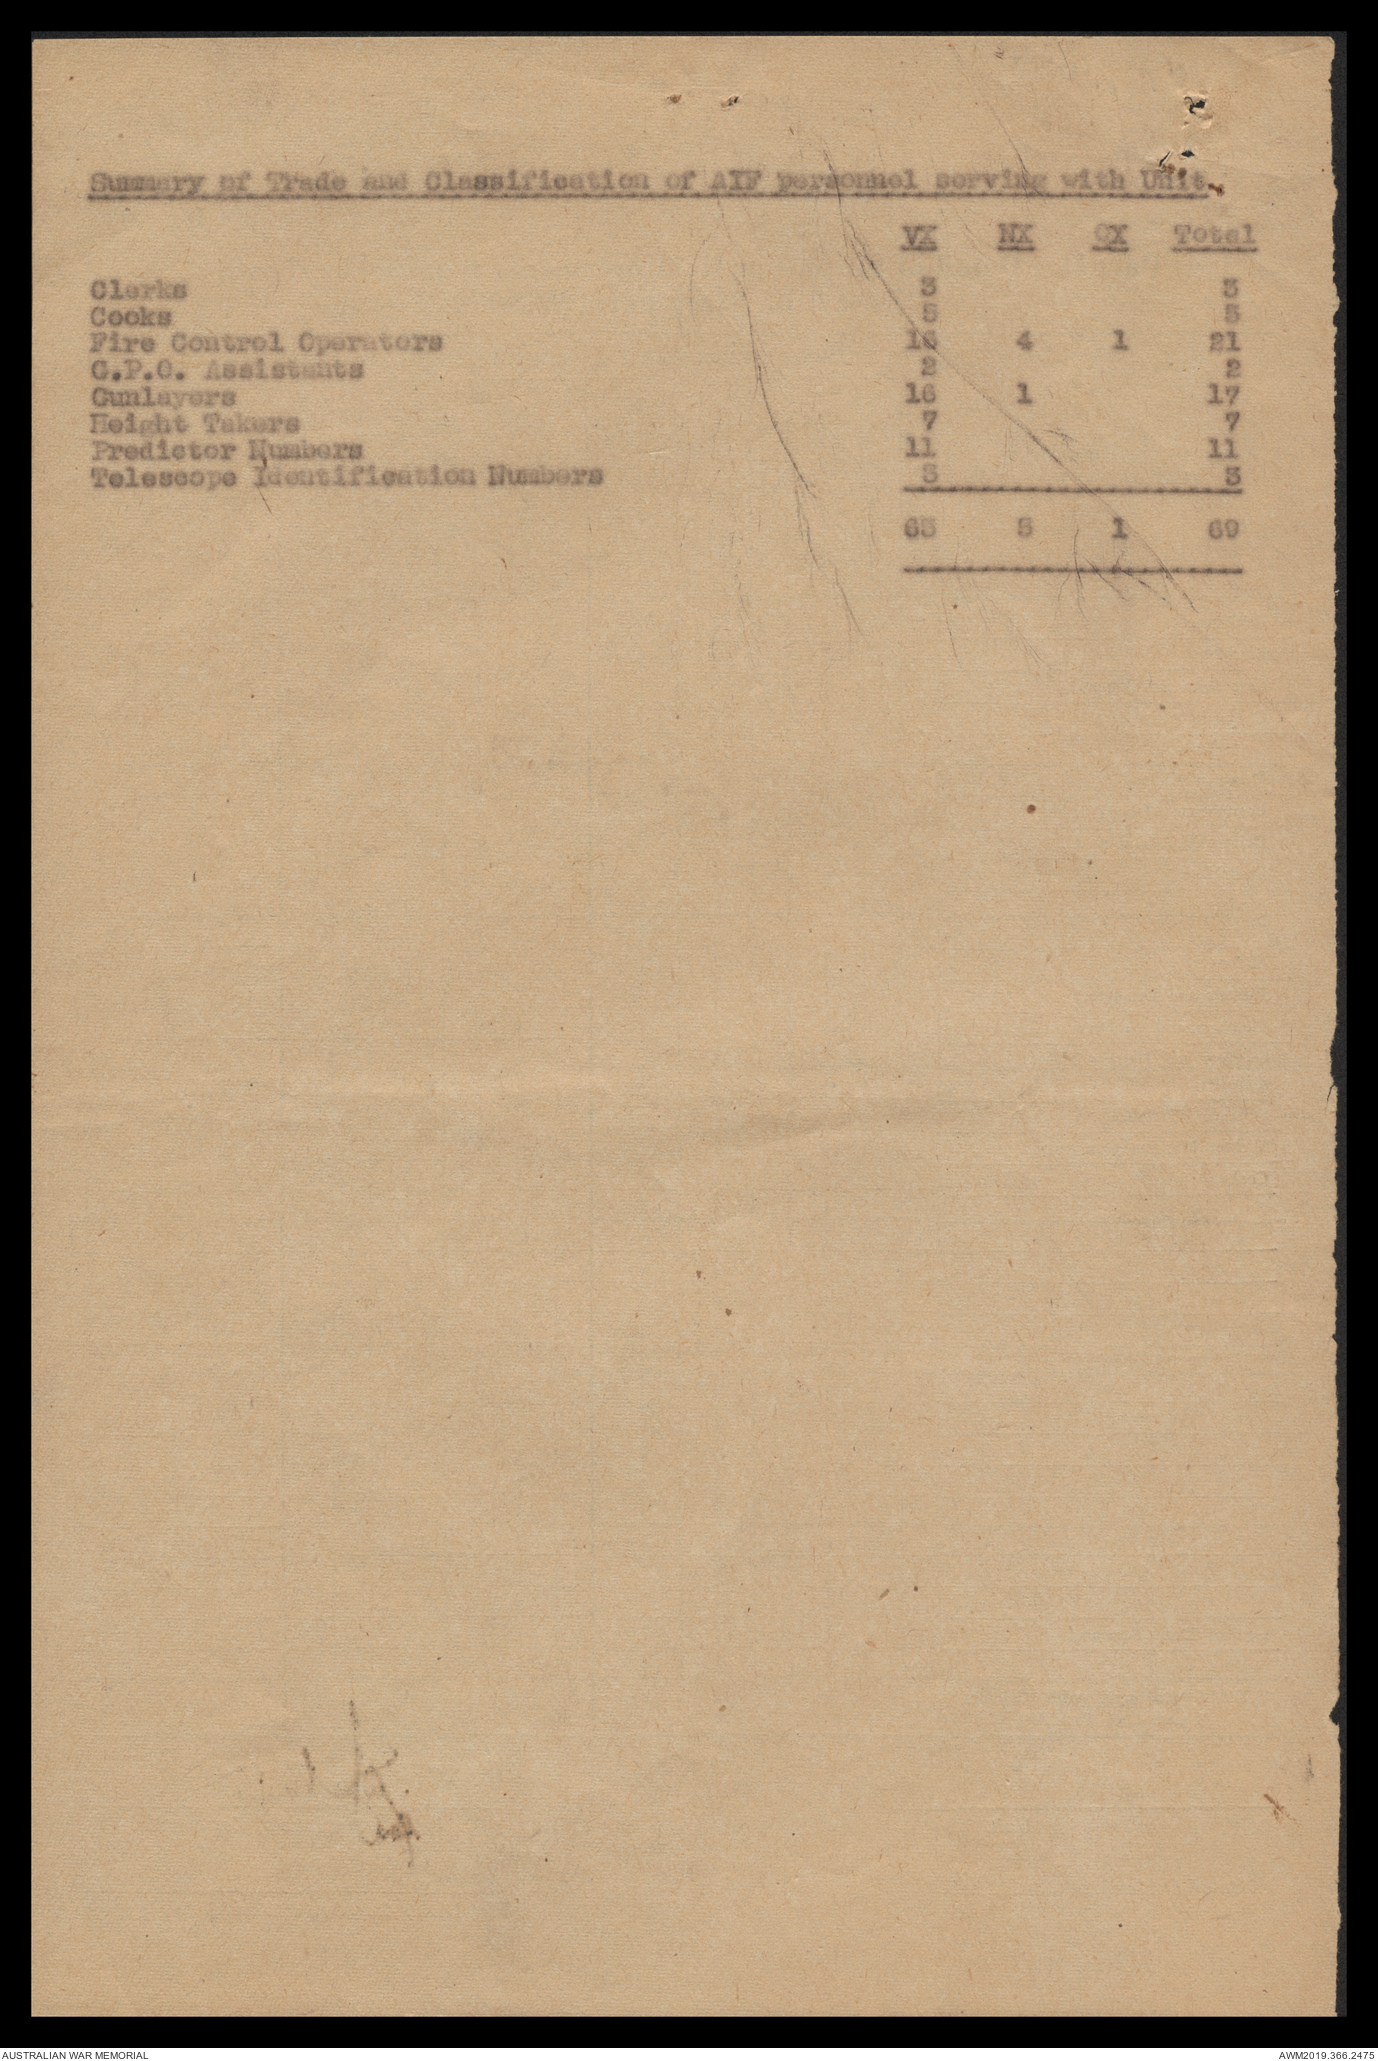 Summary of Trade and Classification of AIF personnel serving with Unit.
VX NX QX Total
Clerks 3 3
Cooks 5 5
Fire Control Operators 16 4 1 21
G.P.O. Assistants 2 2
Gunlayers 16 1 17
Height Takers 7 7
Predictor Numbers 11 11
Telescope Identification Numbers 3 3
63 5 1 69
AUSTRALIAN WAR MEMORIAL AWM2019.366.2475